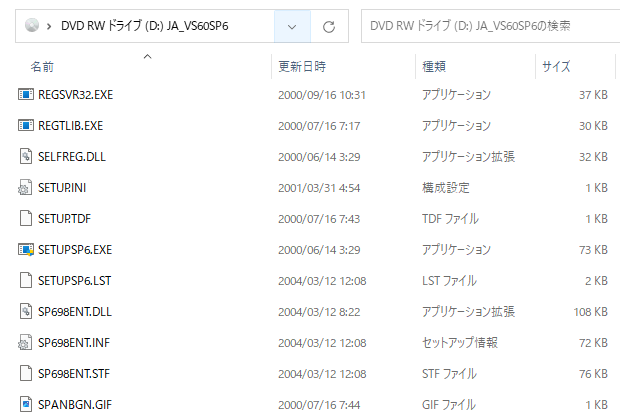 DVD RW ドライブ (D:) JA_VS60SP6
DVD RW ドライブ (D:) JA_VS60SP6の検索
名前 更新日時 種類 サイズ
REGSVR32.EXE 2000/09/16 10:31 アプリケーション 37 KB
REGTLIB.EXE 2000/07/16 7:17 アプリケーション 30 KB
SELFREG.DLL 2000/06/14 3:29 アプリケーション拡張 32 KB
SETUP.INI 2001/03/31 4:54 構成設定 1 KB
SETUP.TDF 2000/07/16 7:43 TDF ファイル 1 KB
SETUPSP6.EXE 2000/06/14 3:29 アプリケーション 73 KB
SETUPSP6.LST 2004/03/12 12:08 LST ファイル 2 KB
SP698ENT.DLL 2004/03/12 8:22 アプリケーション拡張 108 KB
SP698ENT.INF 2004/03/12 12:08 セットアップ情報 72 KB
SP698ENT.STF 2004/03/12 12:08 STF ファイル 76 KB
SPANBGN.GIF 2000/07/16 7:44 GIF ファイル 1 KB